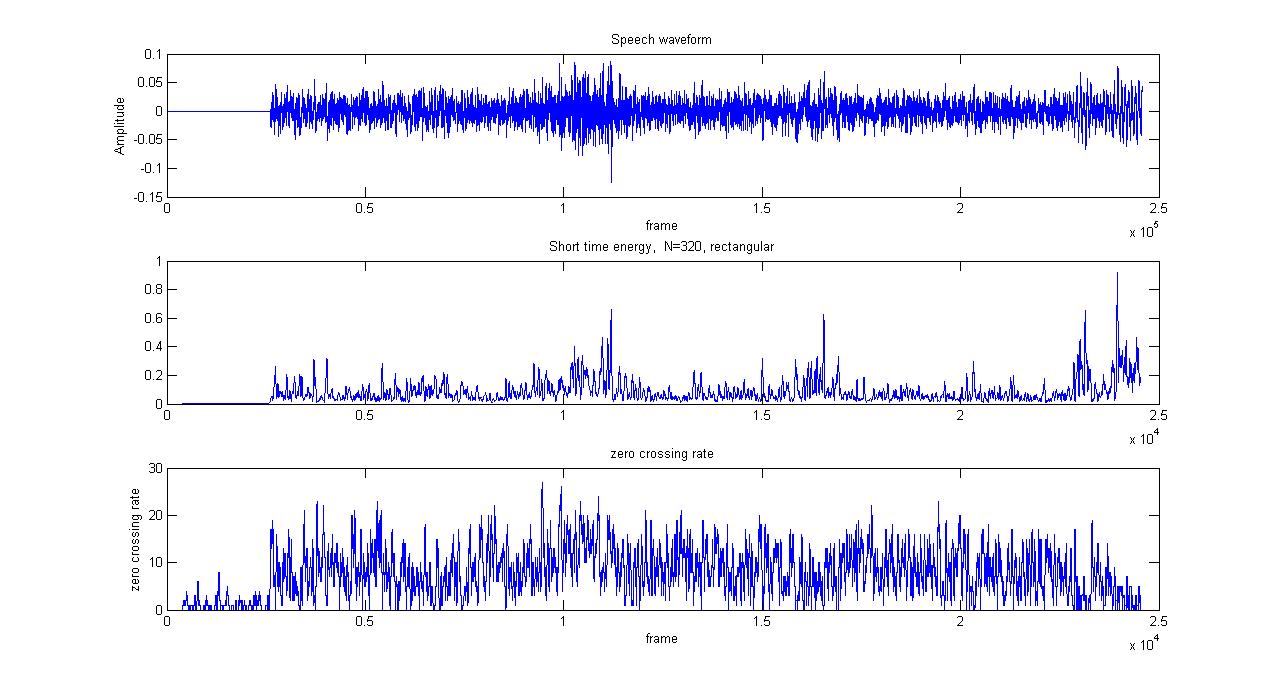 Speech waveform
0.1
0.05
0
-0.05
-0.1
-0.15
Amplitude
0 0.5 1 1.5 2 2.5
frame
x 10^5
Short time energy, N=320, rectangular
1
0.8
0.6
0.4
0.2
0
0 0.5 1 1.5 2 2.5
x 10^4
zero crossing rate
30
20
10
0
zero crossing rate
0 0.5 1 1.5 2 2.5
frame
x 10^4